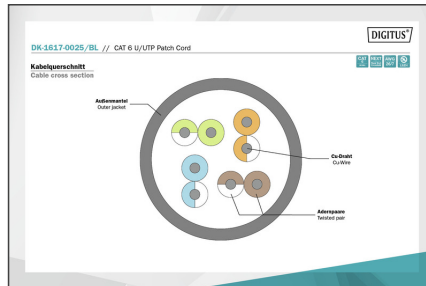 DIGITUS®
DK-1617-0025/BL // CAT 6 U/UTP Patch Cord
Kabelquerschnitt
Cable cross section
CAT
Außenmantel
Outer jacket
Cu-Draht
Cu-Wire
Adernpaare
Twisted pair